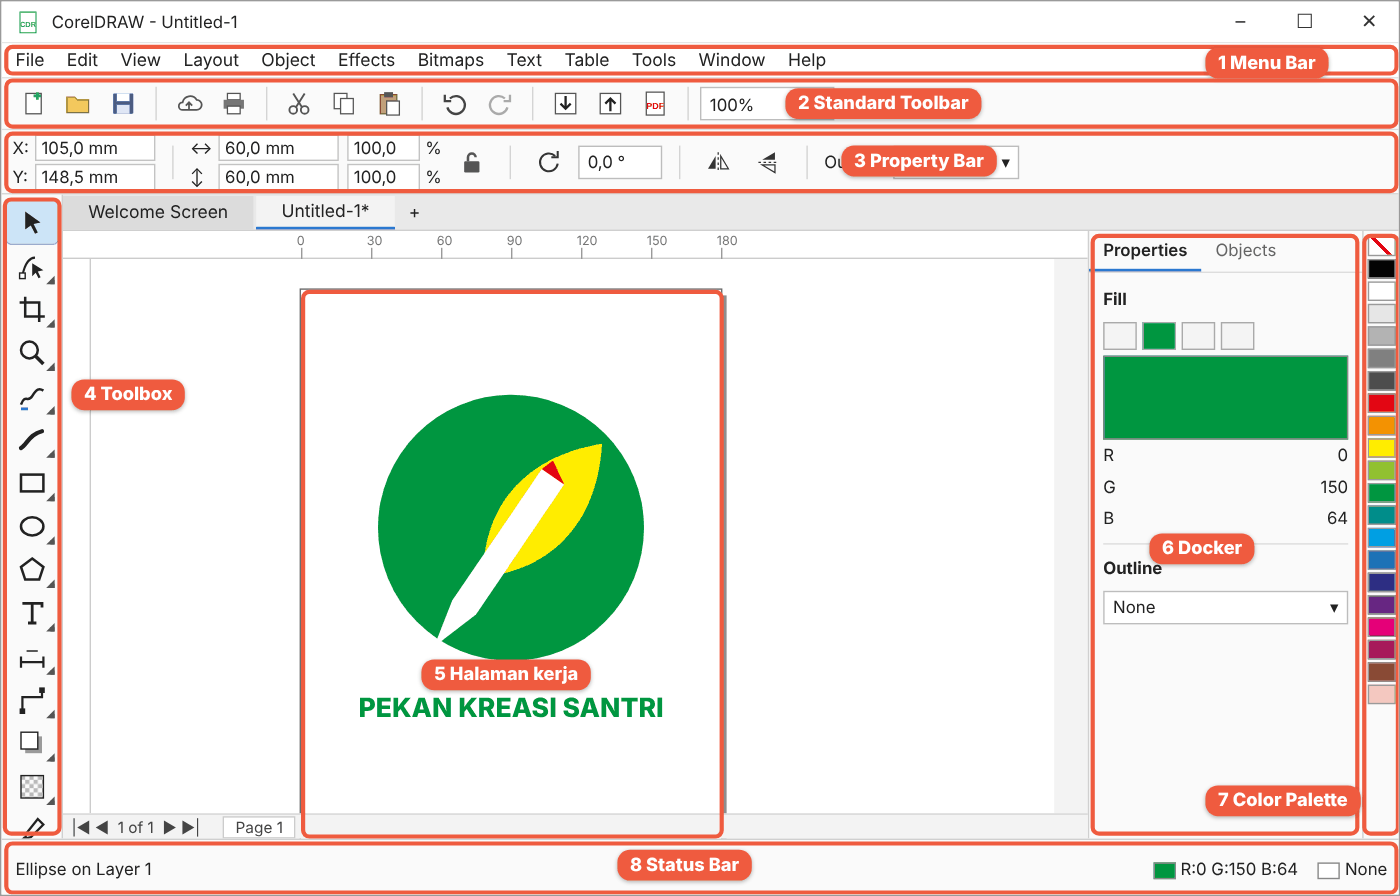 CDR CorelDRAW - Untitled-1
File Edit View Layout Object Effects Bitmaps Text Table Tools Window Help
1 Menu Bar
PDF 100%
2 Standard Toolbar
X: 105,0 mm 60,0 mm 100,0 %
0,0 °
3 Property Bar
Y: 148,5 mm 60,0 mm 100,0 %
Welcome Screen Untitled-1* +
0 30 60 90 120 150 180
Properties Objects
Fill
4 Toolbox
R 0
G 150
B 64
6 Docker
Outline
None
5 Halaman kerja
PEKAN KREASI SANTRI
7 Color Palette
1 of 1 Page 1
8 Status Bar
Ellipse on Layer 1 R:0 G:150 B:64 None